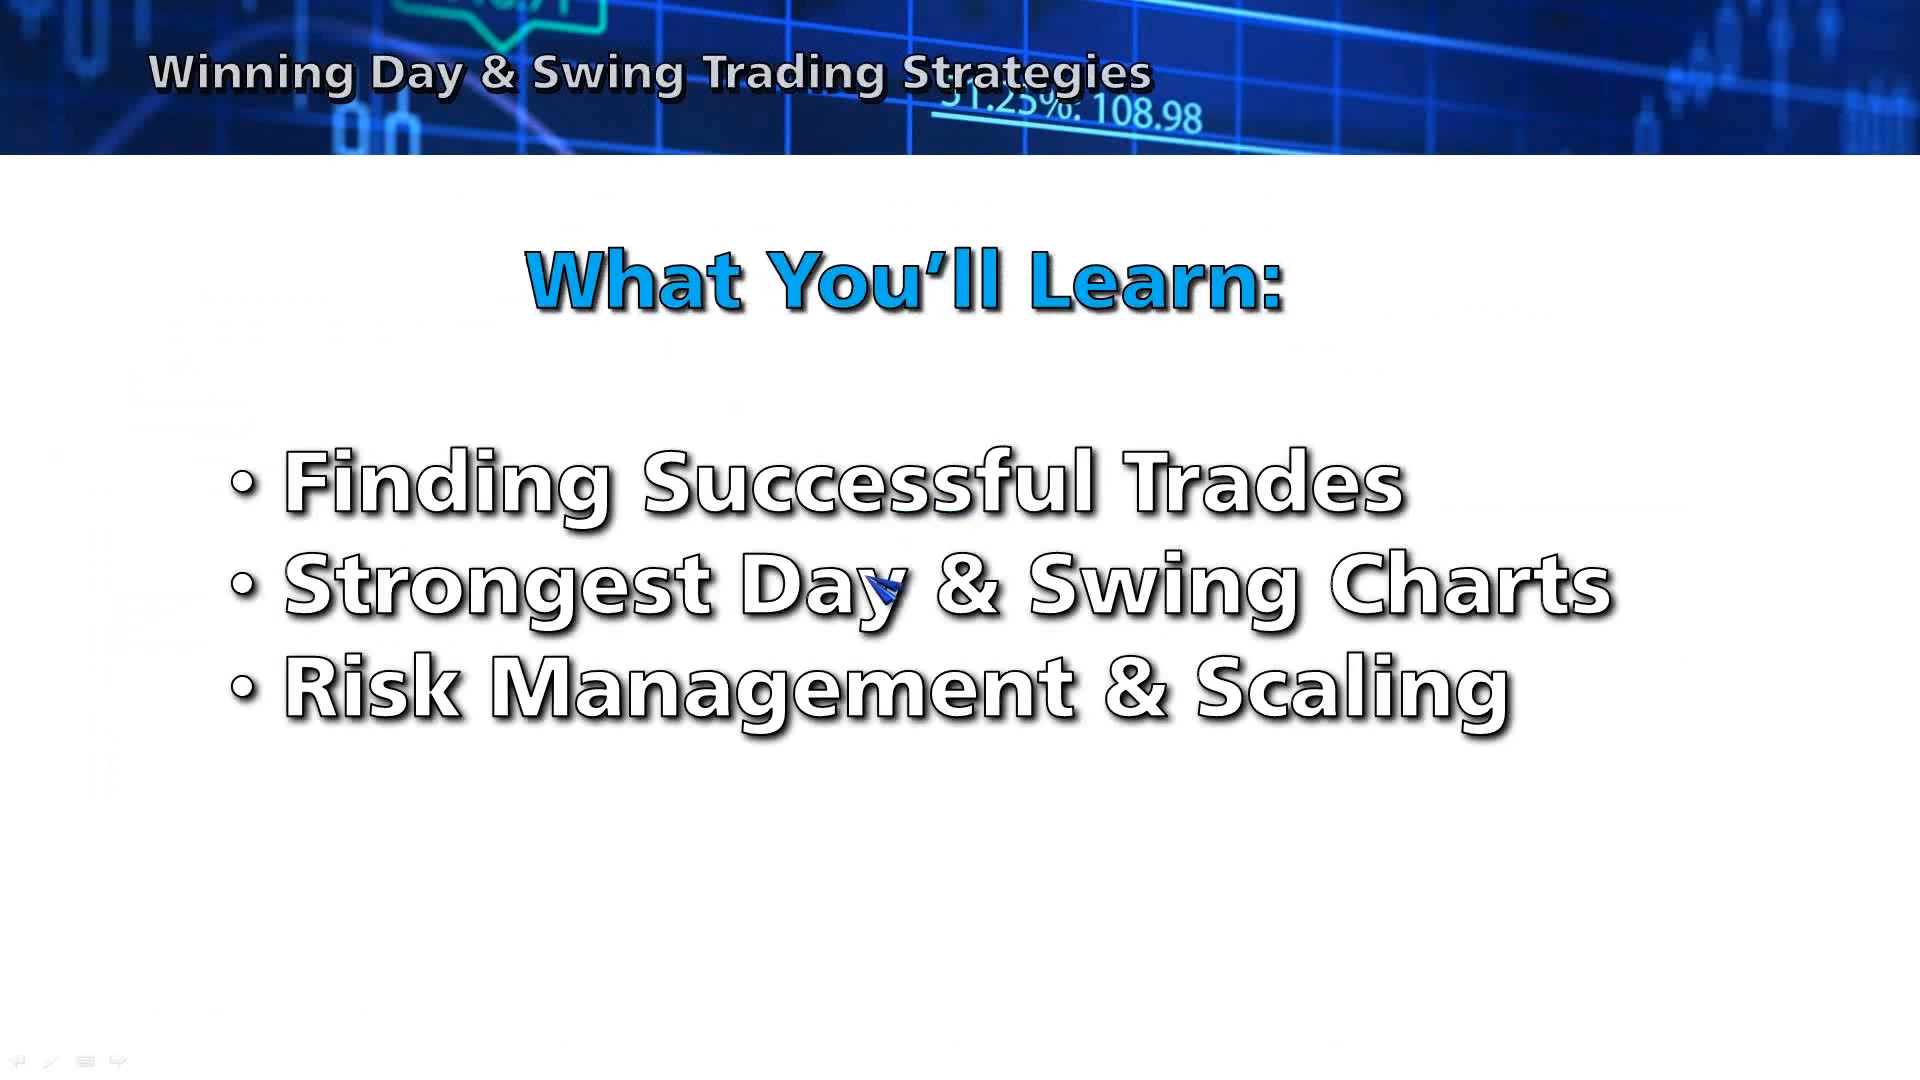 Winning Day & Swing Trading Strategies
108.98
What You’ll Learn:
• Finding Successful Trades
• Strongest Day & Swing Charts
• Risk Management & Scaling